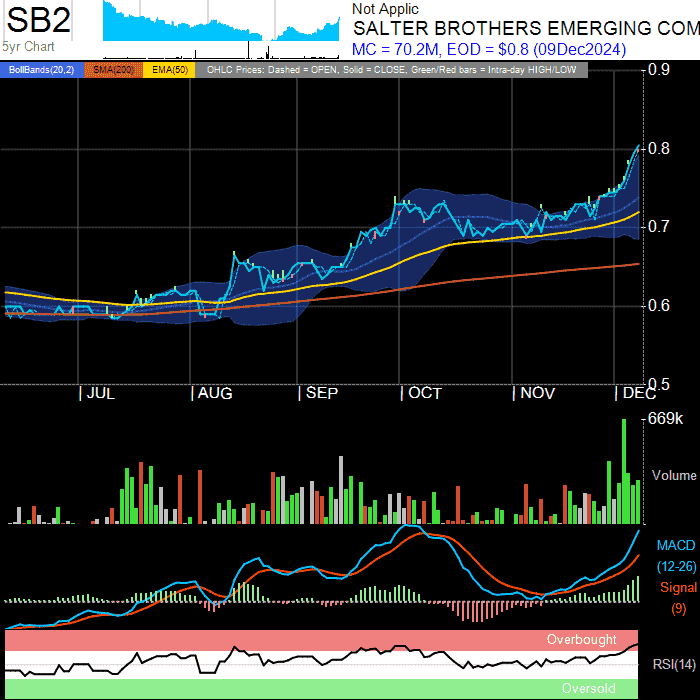 SB2
5yr Chart
Not Applic
SALTER BROTHERS EMERGING COM
MC = 70.2M, EOD = $0.8 (09Dec2024)
BollBands(20,2) SMA(200) EMA(50) OHLC Prices: Dashed = OPEN, Solid = CLOSE, Green/Red bars = Intra-day HIGH/LOW
0.9
0.8
0.7
0.6
0.5
JUL AUG SEP OCT NOV DEC
669k
Volume
MACD
(12-26)
Signal
(9)
Overbought
RSI(14)
Oversold